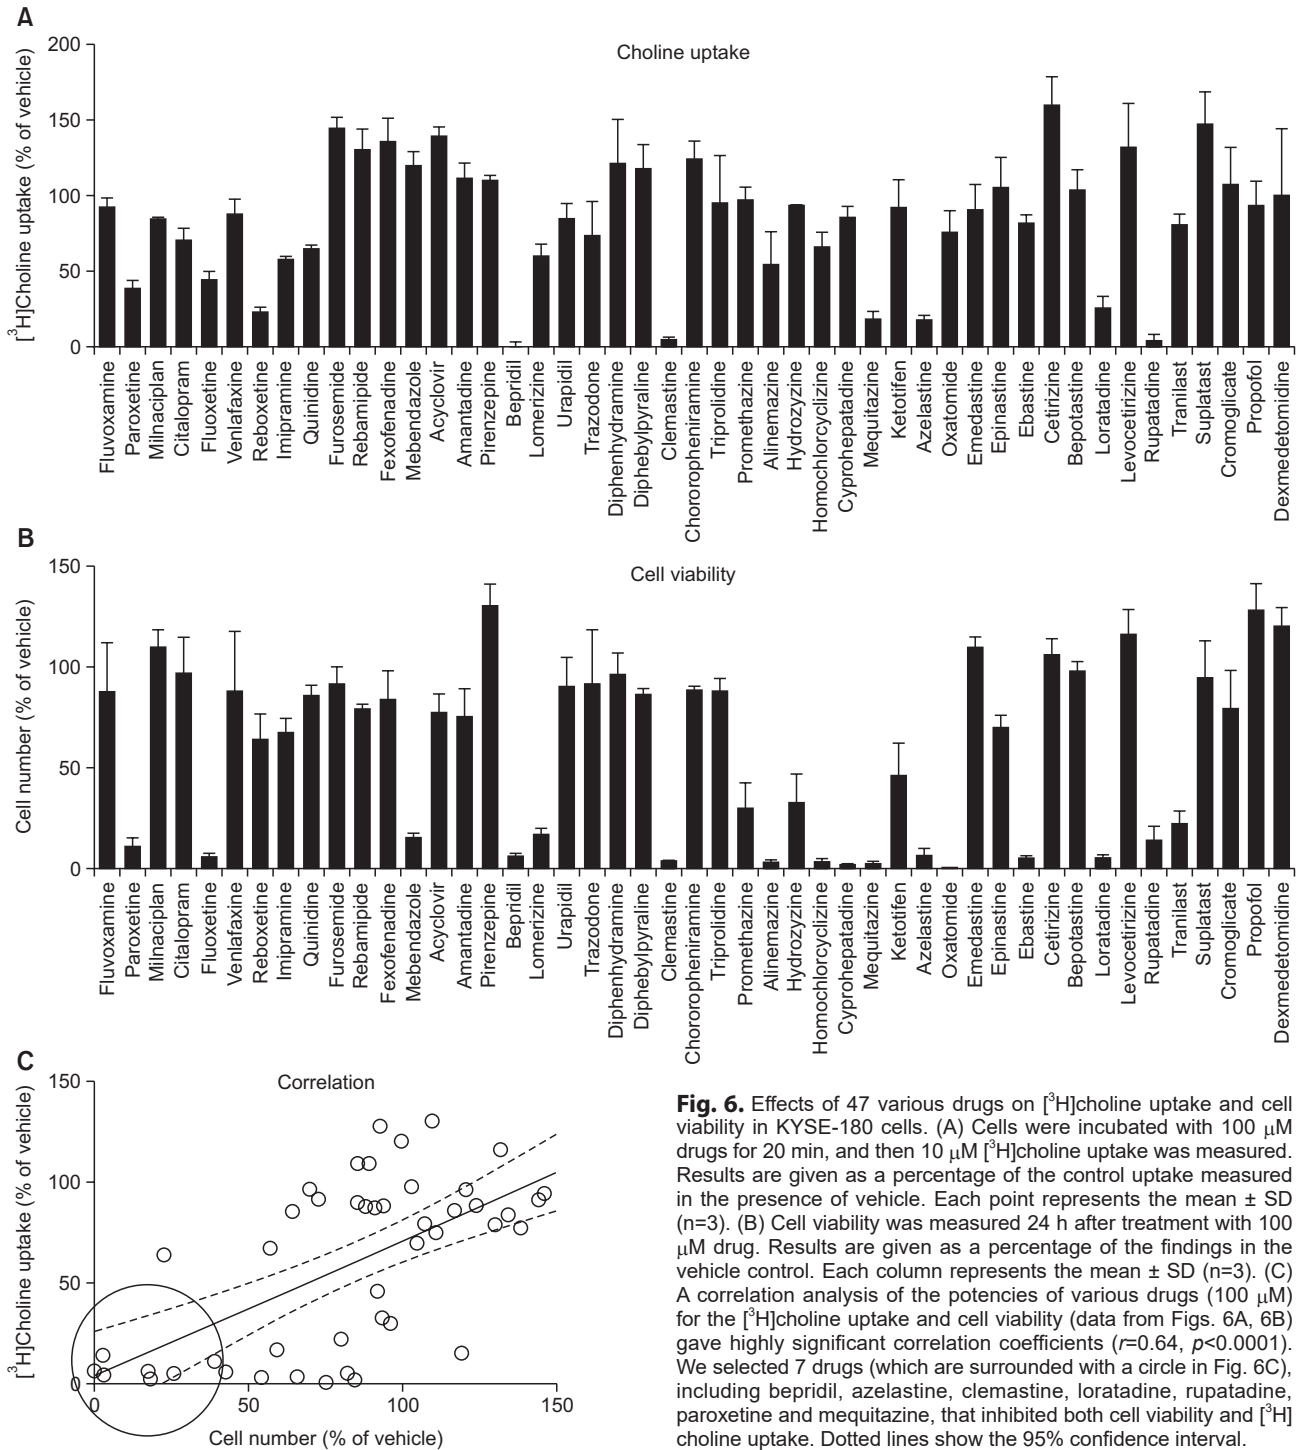 A
Choline uptake
[³H]Choline uptake (% of vehicle)
200
150
100
50
0
Fluvoxamine
Paroxetine
Milnaciplan
Citalopram
Fluoxetine
Venlafaxine
Reboxetine
Imipramine
Quinidine
Furosemide
Rebamipide
Fexofenadine
Mebendazole
Acyclovir
Amantadine
Pirenzepine
Bepridil
Lomerizine
Urapidil
Trazodone
Diphenhydramine
Diphebylpyraline
Clemastine
Chororopheniramine
Triprolidine
Promethazine
Alinemazine
Hydrozyzine
Homochlorcyclizine
Cyprohepatadine
Mequitazine
Ketotifen
Azelastine
Oxatomide
Emedastine
Epinastine
Ebastine
Cetirizine
Bepotastine
Loratadine
Levocetirizine
Rupatadine
Tranilast
Suplatast
Cromoglicate
Propofol
Dexmedetomidine
B
Cell viability
Cell number (% of vehicle)
150
100
50
0
Fluvoxamine
Paroxetine
Milnaciplan
Citalopram
Fluoxetine
Venlafaxine
Reboxetine
Imipramine
Quinidine
Furosemide
Rebamipide
Fexofenadine
Mebendazole
Acyclovir
Amantadine
Pirenzepine
Bepridil
Lomerizine
Urapidil
Trazodone
Diphenhydramine
Diphebylpyraline
Clemastine
Chororopheniramine
Triprolidine
Promethazine
Alinemazine
Hydrozyzine
Homochlorcyclizine
Cyprohepatadine
Mequitazine
Ketotifen
Azelastine
Oxatomide
Emedastine
Epinastine
Ebastine
Cetirizine
Bepotastine
Loratadine
Levocetirizine
Rupatadine
Tranilast
Suplatast
Cromoglicate
Propofol
Dexmedetomidine
C
Correlation
[³H]Choline uptake (% of vehicle)
150
100
50
0
0
50
100
150
Cell number (% of vehicle)
Fig. 6. Effects of 47 various drugs on [³H]choline uptake and cell
viability in KYSE-180 cells. (A) Cells were incubated with 100 μM
drugs for 20 min, and then 10 μM [³H]choline uptake was measured.
Results are given as a percentage of the control uptake measured
in the presence of vehicle. Each point represents the mean ± SD
(n=3). (B) Cell viability was measured 24 h after treatment with 100
μM drug. Results are given as a percentage of the findings in the
vehicle control. Each column represents the mean ± SD (n=3). (C)
A correlation analysis of the potencies of various drugs (100 μM)
for the [³H]choline uptake and cell viability (data from Figs. 6A, 6B)
gave highly significant correlation coefficients (r=0.64, p<0.0001).
We selected 7 drugs (which are surrounded with a circle in Fig. 6C),
including bepridil, azelastine, clemastine, loratadine, rupatadine,
paroxetine and mequitazine, that inhibited both cell viability and [³H]
choline uptake. Dotted lines show the 95% confidence interval.